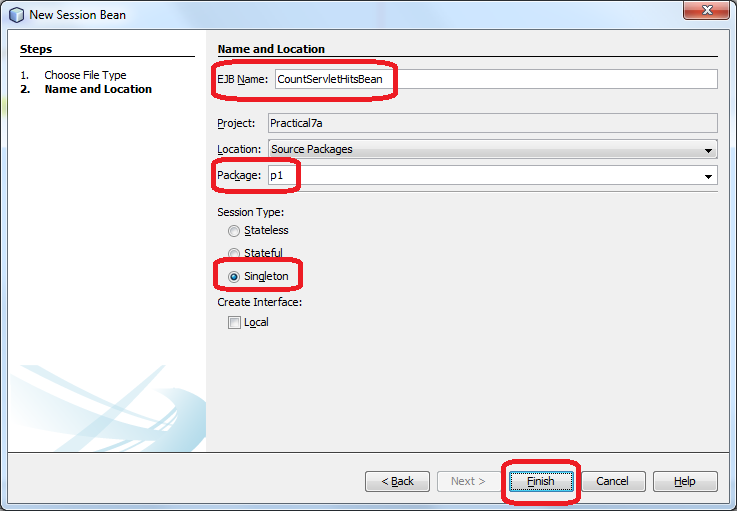 New Session Bean
Steps
1. Choose File Type
2. Name and Location
Name and Location
EJB Name: CountServletHitsBean
Project: Practical7a
Location: Source Packages
Package: p1
Session Type:
Stateless
Stateful
Singleton
Create Interface:
Local
< Back Next > Finish Cancel Help